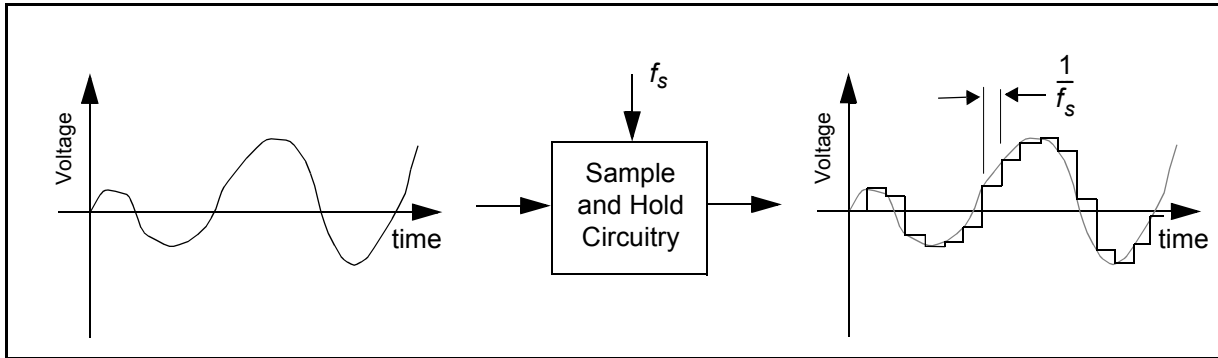 Voltage
time
f_s
Sample
and Hold
Circuitry
Voltage
time
1
f_s